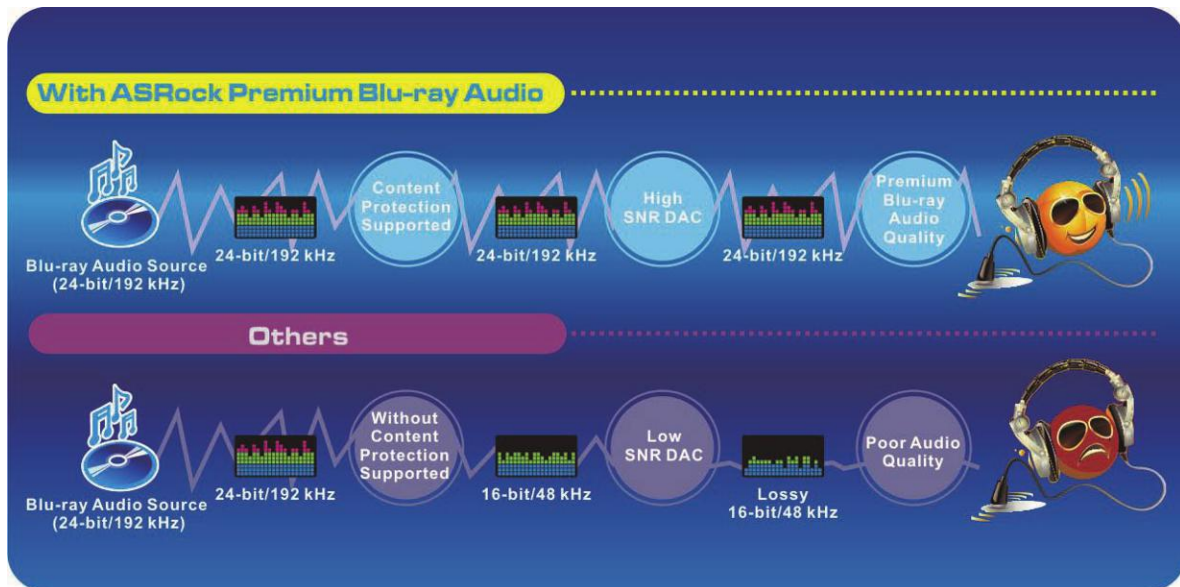 With ASRock Premium Blu-ray Audio
Blu-ray Audio Source
(24-bit/192 kHz)
24-bit/192 kHz
Content
Protection
Supported
24-bit/192 kHz
High
SNR DAC
24-bit/192 kHz
Premium
Blu-ray
Audio
Quality
Others
Blu-ray Audio Source
(24-bit/192 kHz)
24-bit/192 kHz
Without
Content
Protection
Supported
16-bit/48 kHz
Low
SNR DAC
Lossy
16-bit/48 kHz
Poor Audio
Quality